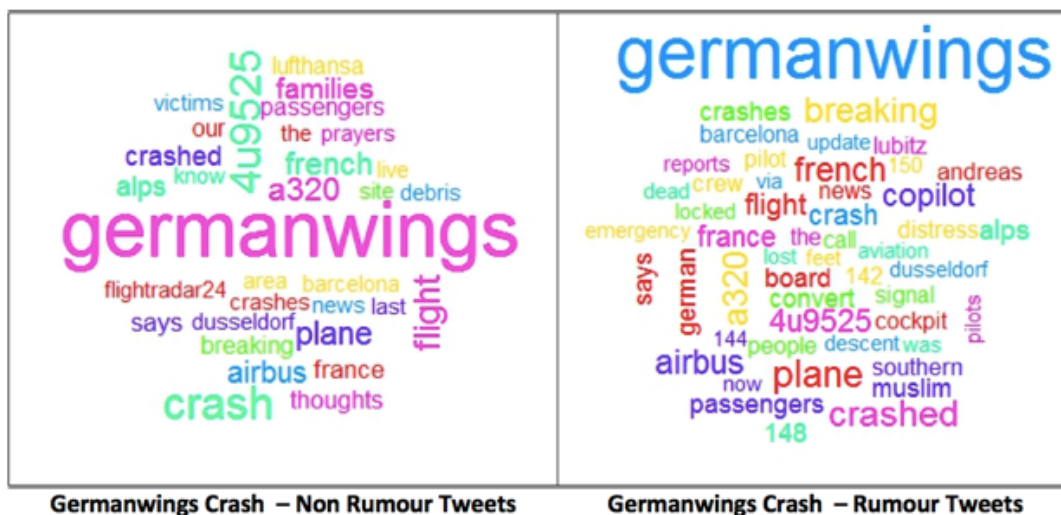 lufthansa
4u9525
families
victims
passengers
our
the
prayers
crashed
french
live
know
alps
a320
site
debris
germanwings
area
barcelona
flightradar24
crashes
news
last
flight
says
dusseldorf
plane
breaking
airbus
france
crash
thoughts
Germanwings Crash – Non Rumour Tweets
germanwings
crashes
breaking
barcelona
update
lubitz
reports
pilot
french
150
andreas
dead
crew
via
news
copilot
locked
flight
crash
emergency
france
the
call
distress
alps
says
german
a320
lost
feet
aviation
board
142
dusseldorf
convert
signal
4u9525
cockpit
pilots
144
people
descent
was
airbus
now
plane
southern
muslim
passengers
crashed
148
Germanwings Crash – Rumour Tweets